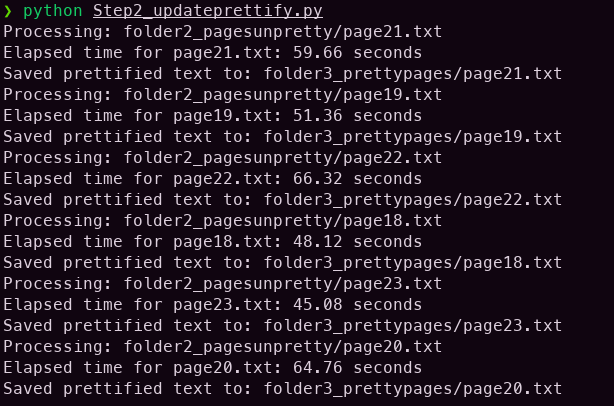 ❯ python Step2_updateprettify.py
Processing: folder2_pagesunpretty/page21.txt
Elapsed time for page21.txt: 59.66 seconds
Saved prettified text to: folder3_prettypages/page21.txt
Processing: folder2_pagesunpretty/page19.txt
Elapsed time for page19.txt: 51.36 seconds
Saved prettified text to: folder3_prettypages/page19.txt
Processing: folder2_pagesunpretty/page22.txt
Elapsed time for page22.txt: 66.32 seconds
Saved prettified text to: folder3_prettypages/page22.txt
Processing: folder2_pagesunpretty/page18.txt
Elapsed time for page18.txt: 48.12 seconds
Saved prettified text to: folder3_prettypages/page18.txt
Processing: folder2_pagesunpretty/page23.txt
Elapsed time for page23.txt: 45.08 seconds
Saved prettified text to: folder3_prettypages/page23.txt
Processing: folder2_pagesunpretty/page20.txt
Elapsed time for page20.txt: 64.76 seconds
Saved prettified text to: folder3_prettypages/page20.txt